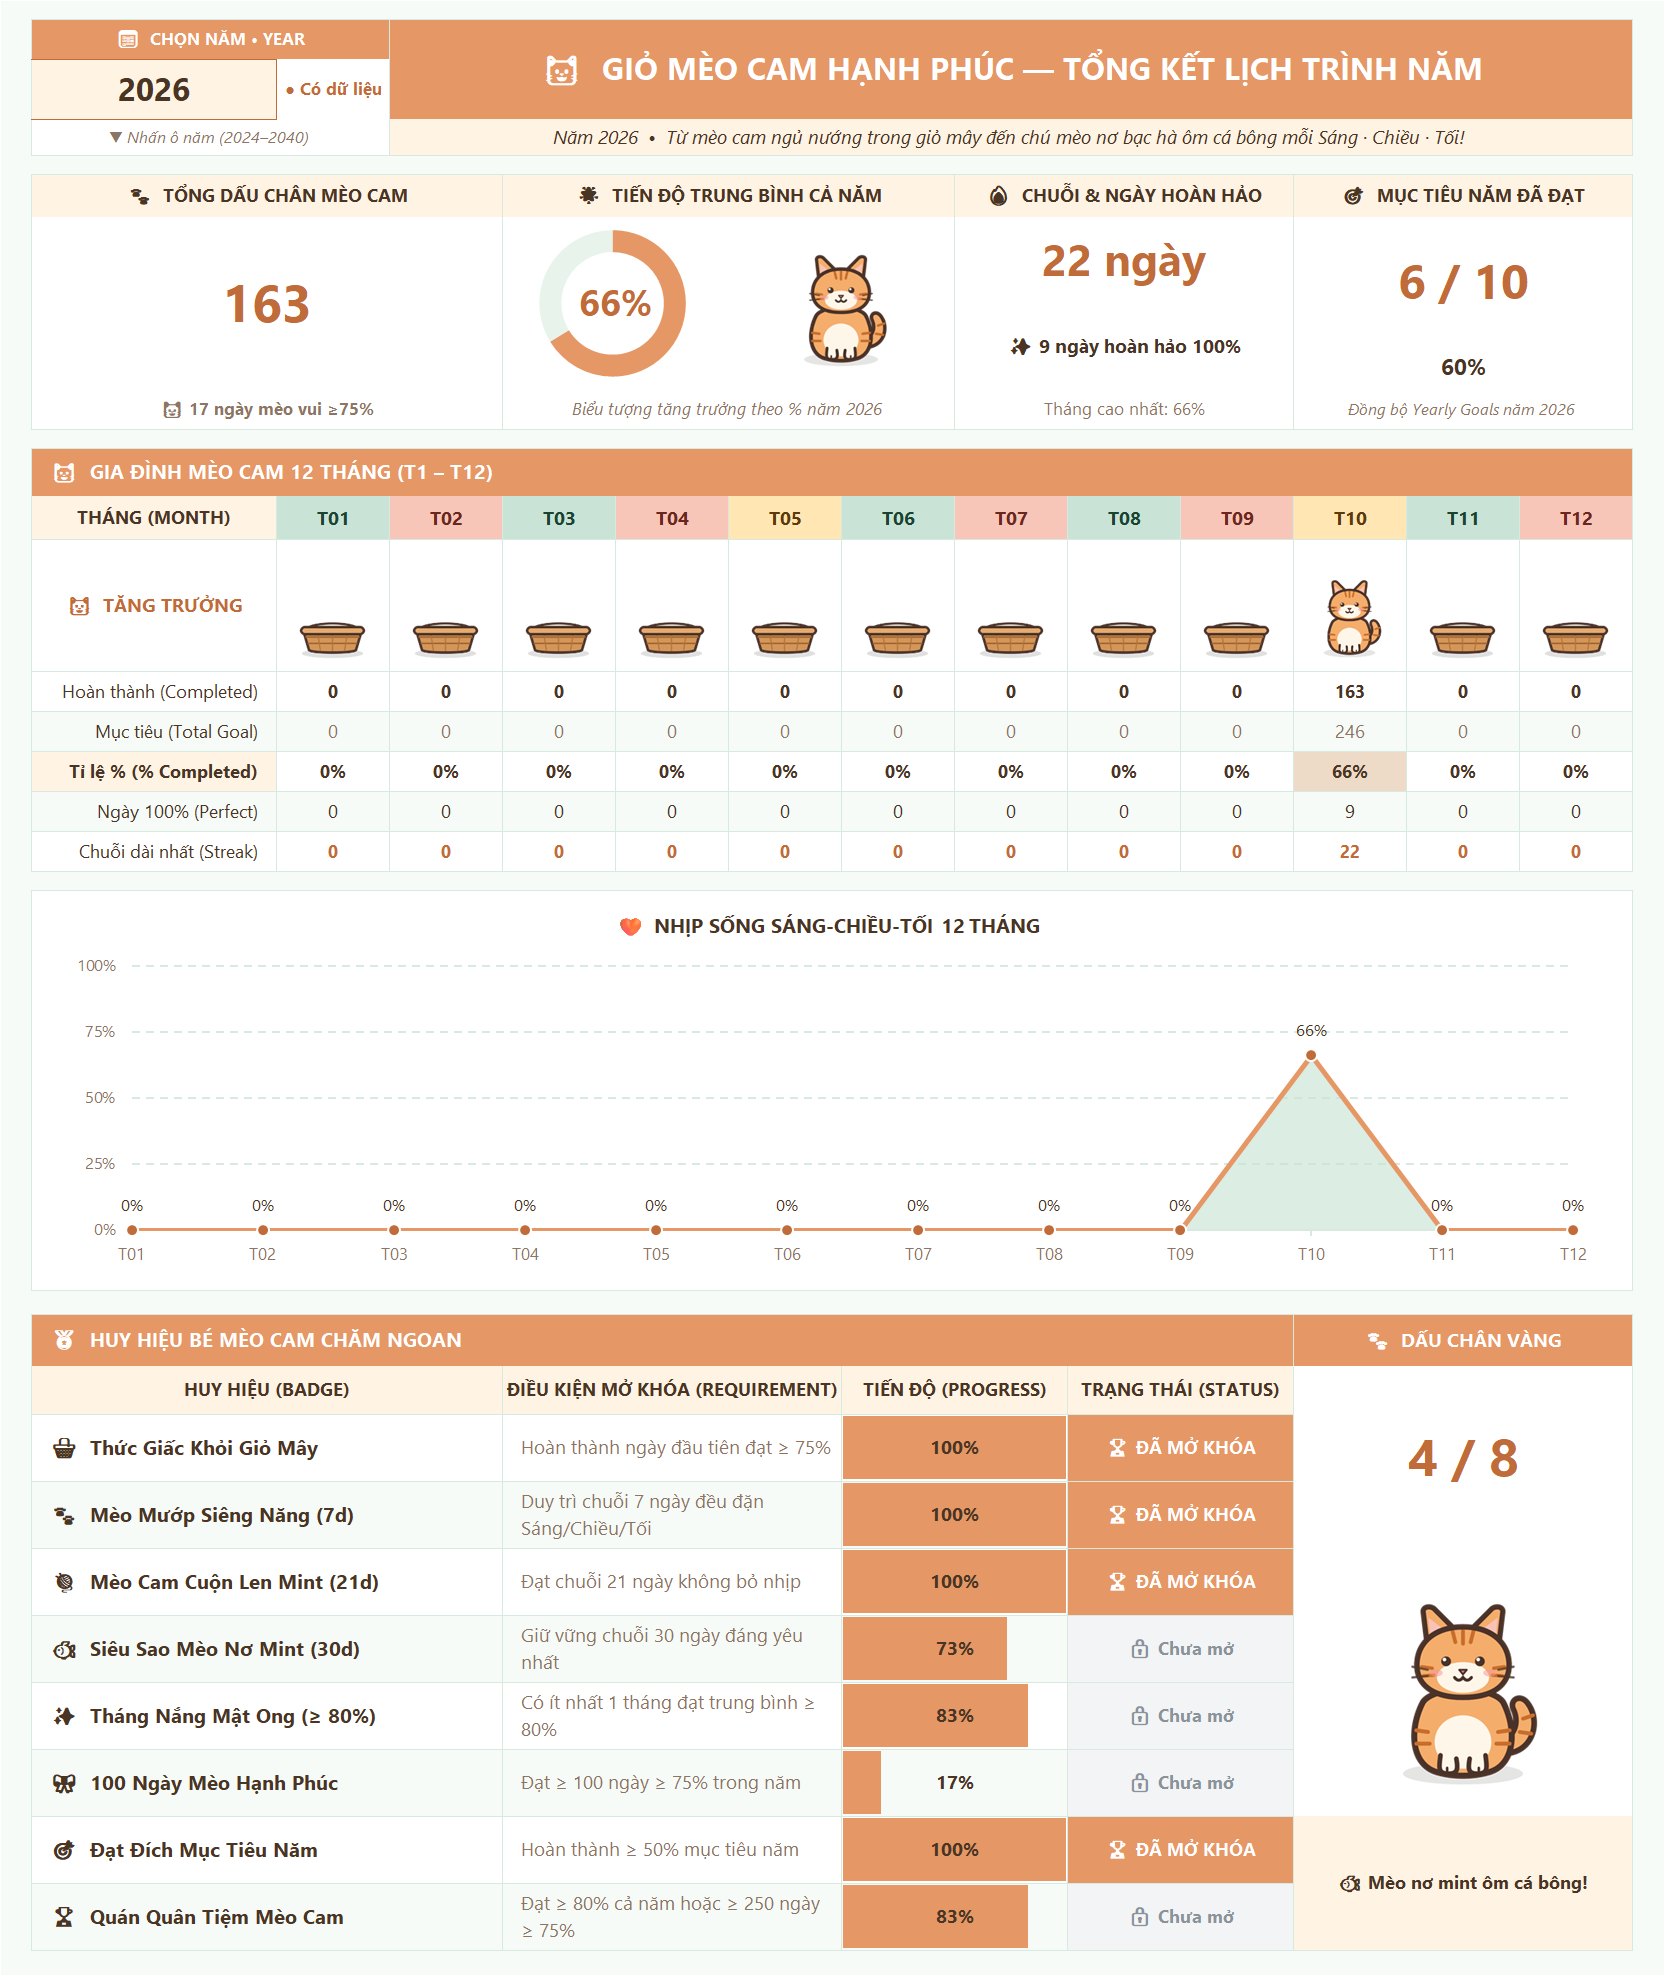 CHỌN NĂM • YEAR
2026
• Có dữ liệu
▼ Nhấn ô năm (2024–2040)
GIỎ MÈO CAM HẠNH PHÚC — TỔNG KẾT LỊCH TRÌNH NĂM
Năm 2026 • Từ mèo cam ngủ nướng trong giỏ mây đến chú mèo nơ bạc hà ôm cá bông mỗi Sáng · Chiều · Tối!
TỔNG DẤU CHÂN MÈO CAM
163
17 ngày mèo vui ≥75%
TIẾN ĐỘ TRUNG BÌNH CẢ NĂM
66%
Biểu tượng tăng trưởng theo % năm 2026
CHUỖI & NGÀY HOÀN HẢO
22 ngày
9 ngày hoàn hảo 100%
Tháng cao nhất: 66%
MỤC TIÊU NĂM ĐÃ ĐẠT
6 / 10
60%
Đồng bộ Yearly Goals năm 2026
GIA ĐÌNH MÈO CAM 12 THÁNG (T1 – T12)
THÁNG (MONTH) T01 T02 T03 T04 T05 T06 T07 T08 T09 T10 T11 T12
TĂNG TRƯỞNG
Hoàn thành (Completed) 0 0 0 0 0 0 0 0 0 163 0 0
Mục tiêu (Total Goal) 0 0 0 0 0 0 0 0 0 246 0 0
Tỉ lệ % (% Completed) 0% 0% 0% 0% 0% 0% 0% 0% 0% 66% 0% 0%
Ngày 100% (Perfect) 0 0 0 0 0 0 0 0 0 9 0 0
Chuỗi dài nhất (Streak) 0 0 0 0 0 0 0 0 0 22 0 0
NHỊP SỐNG SÁNG-CHIỀU-TỐI 12 THÁNG
100%
75%
66%
50%
25%
0% 0% 0% 0% 0% 0% 0% 0% 0% 0% 0%
0%
T01 T02 T03 T04 T05 T06 T07 T08 T09 T10 T11 T12
HUY HIỆU BÉ MÈO CAM CHĂM NGOAN
HUY HIỆU (BADGE) ĐIỀU KIỆN MỞ KHÓA (REQUIREMENT) TIẾN ĐỘ (PROGRESS) TRẠNG THÁI (STATUS)
Thức Giấc Khỏi Giỏ Mây Hoàn thành ngày đầu tiên đạt ≥ 75% 100% ĐÃ MỞ KHÓA
Mèo Mướp Siêng Năng (7d) Duy trì chuỗi 7 ngày đều đặn
Sáng/Chiều/Tối 100% ĐÃ MỞ KHÓA
Mèo Cam Cuộn Len Mint (21d) Đạt chuỗi 21 ngày không bỏ nhịp 100% ĐÃ MỞ KHÓA
Siêu Sao Mèo Nơ Mint (30d) Giữ vững chuỗi 30 ngày đáng yêu
nhất 73% Chưa mở
Tháng Nắng Mật Ong (≥ 80%) Có ít nhất 1 tháng đạt trung bình ≥
80% 83% Chưa mở
100 Ngày Mèo Hạnh Phúc Đạt ≥ 100 ngày ≥ 75% trong năm 17% Chưa mở
Đạt Đích Mục Tiêu Năm Hoàn thành ≥ 50% mục tiêu năm 100% ĐÃ MỞ KHÓA
Quán Quân Tiệm Mèo Cam Đạt ≥ 80% cả năm hoặc ≥ 250 ngày
≥ 75% 83% Chưa mở
DẤU CHÂN VÀNG
4 / 8
Mèo nơ mint ôm cá bông!